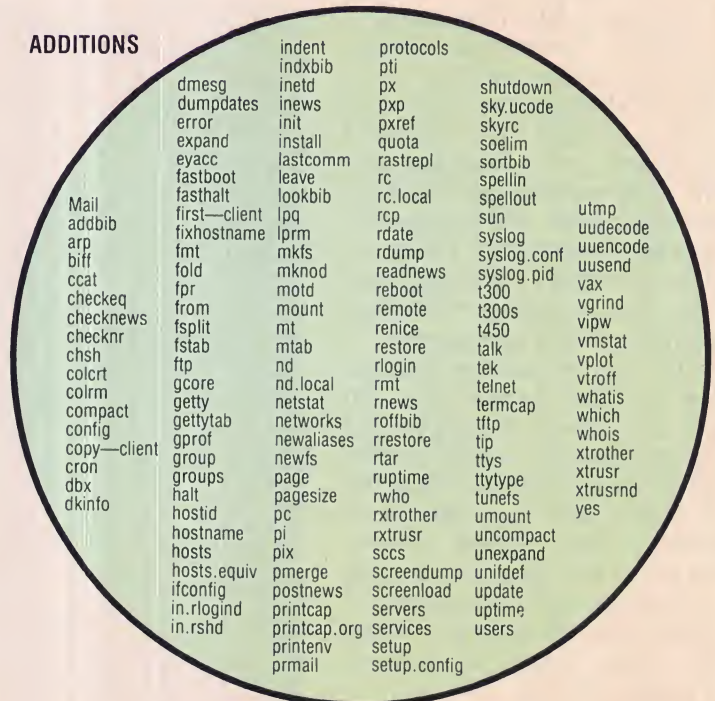 ADDITIONS
Mail
addbib
arp
biff
ccat
checkeq
checknews
checknr
chsh
colcrt
colrm
compact
config
copy—client
cron
dbx
dkinfo
dmesg
dumpdates
error
expand
eyacc
fastboot
fasthalt
first—client
fixhostname
fmt
fold
fpr
from
fsplit
fstab
ftp
gcore
getty
gettytab
gprof
group
groups
halt
hostid
hostname
hosts
hosts.equiv
ifconfig
in.rlogind
in.rshd
indent
indxbib
inetd
inews
init
install
lastcomm
leave
lookbib
lpq
lprm
mkfs
mknod
motd
mount
mt
mtab
nd
nd.local
netstat
networks
newaliases
newfs
page
pagesize
pc
pi
pix
pmerge
postnews
printcap
printcap.org
printenv
prmail
protocols
pti
px
pxp
pxref
quota
rastrepl
rc
rc.local
rcp
rdate
rdump
readnews
reboot
remote
renice
restore
rlogin
rmt
rnews
roffbib
rrestore
rtar
ruptime
rwho
rxtrother
rxtrusr
sccs
screendump
screenload
servers
services
setup
setup.config
shutdown
sky.ucode
skyrc
soelim
sortbib
spellin
spellout
sun
syslog
syslog.conf
syslog.pid
t300
t300s
t450
talk
tek
telnet
termcap
tftp
tip
ttys
ttytype
tunefs
umount
uncompact
unexpand
unifdef
update
uptime
users
utmp
uudecode
uuencode
uusend
vax
vgrind
vipw
vmstat
vplot
vtroff
whatis
which
whois
xtrother
xtrusr
xtrusrnd
yes